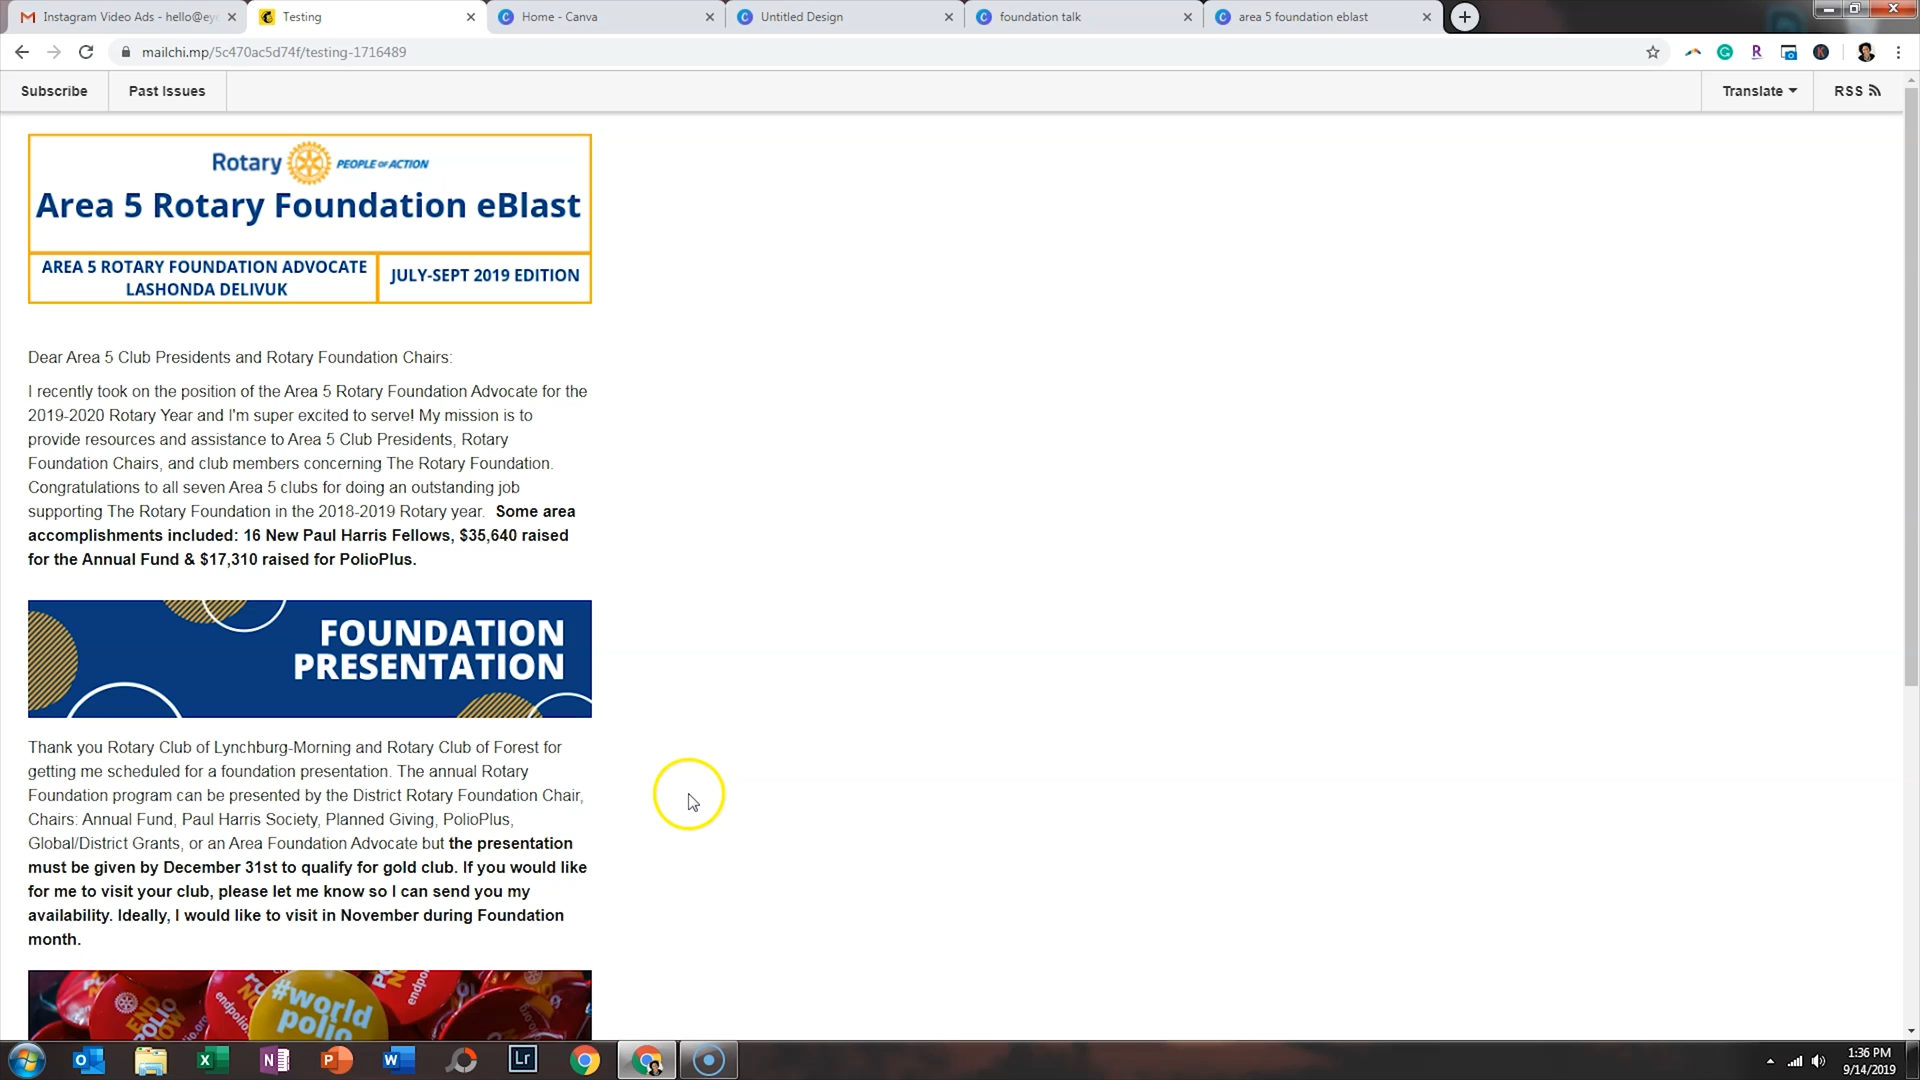 Instagram Video Ads - hello@eye
Testing
Home - Canva
Untitled Design
foundation talk
area 5 foundation eblast
mailchi.mp/5c470ac5d74f/testing-1716489
Subscribe
Past Issues
Translate
RSS
Rotary PEOPLE OF ACTION
Area 5 Rotary Foundation eBlast
AREA 5 ROTARY FOUNDATION ADVOCATE
LASHONDA DELIVUK
JULY-SEPT 2019 EDITION
Dear Area 5 Club Presidents and Rotary Foundation Chairs:
I recently took on the position of the Area 5 Rotary Foundation Advocate for the
2019-2020 Rotary Year and I'm super excited to serve! My mission is to
provide resources and assistance to Area 5 Club Presidents, Rotary
Foundation Chairs, and club members concerning The Rotary Foundation.
Congratulations to all seven Area 5 clubs for doing an outstanding job
supporting The Rotary Foundation in the 2018-2019 Rotary year. Some area
accomplishments included: 16 New Paul Harris Fellows, $35,640 raised
for the Annual Fund & $17,310 raised for PolioPlus.
FOUNDATION
PRESENTATION
Thank you Rotary Club of Lynchburg-Morning and Rotary Club of Forest for
getting me scheduled for a foundation presentation. The annual Rotary
Foundation program can be presented by the District Rotary Foundation Chair,
Chairs: Annual Fund, Paul Harris Society, Planned Giving, PolioPlus,
Global/District Grants, or an Area Foundation Advocate but the presentation
must be given by December 31st to qualify for gold club. If you would like
for me to visit your club, please let me know so I can send you my
availability. Ideally, I would like to visit in November during Foundation
month.
#world
polio
END
POLIO
NOW
endpolio.org
1:36 PM
9/14/2019